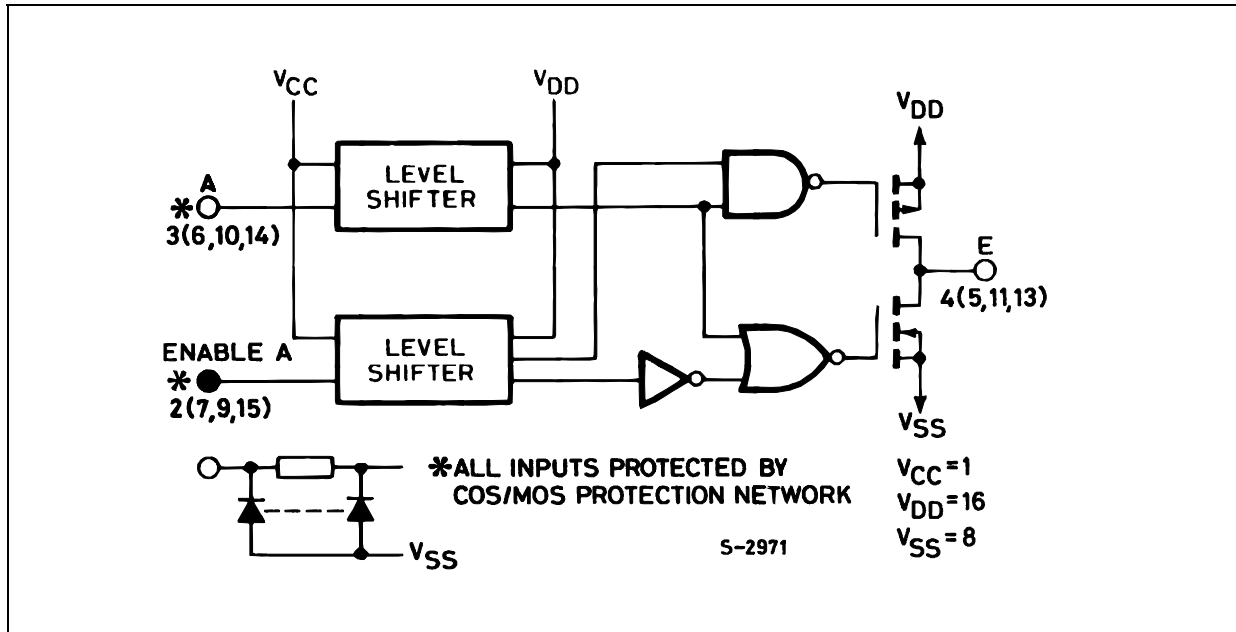 VCC
VDD
VDD
LEVEL
SHIFTER
A
*
3(6,10,14)
E
4(5,11,13)
LEVEL
SHIFTER
ENABLE A
*
2(7,9,15)
VSS
*ALL INPUTS PROTECTED BY
COS/MOS PROTECTION NETWORK
VSS
S-2971
VCC=1
VDD=16
VSS=8